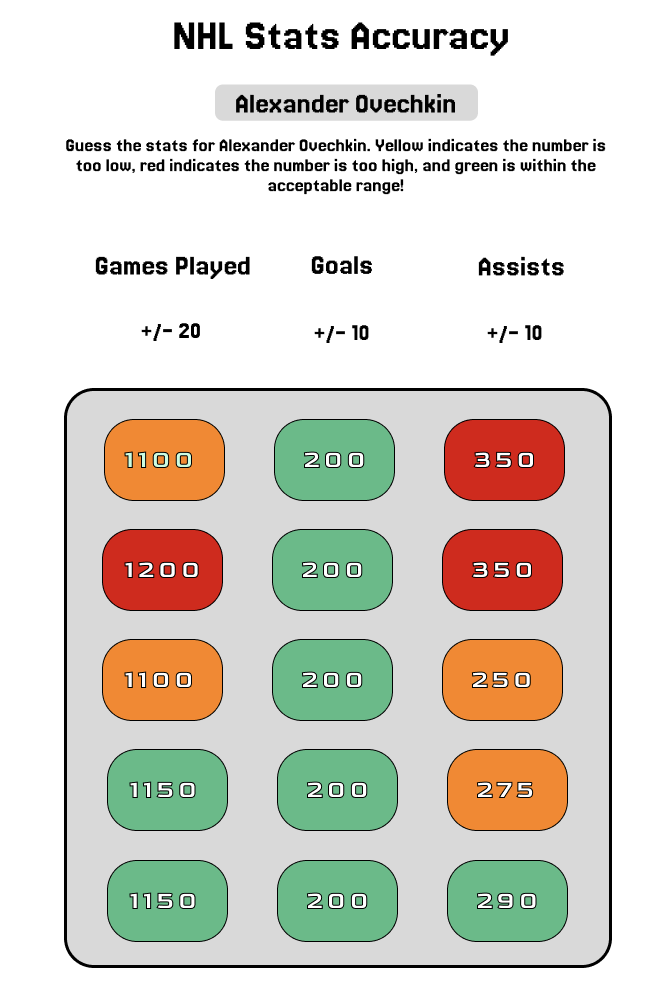 NHL Stats Accuracy
Alexander Ovechkin
Guess the stats for Alexander Ovechkin. Yellow indicates the number is
too low, red indicates the number is too high, and green is within the
acceptable range!
Games Played Goals Assists
+/- 20 +/- 10 +/- 10
1100 200 350
1200 200 350
1100 200 250
1150 200 275
1150 200 290